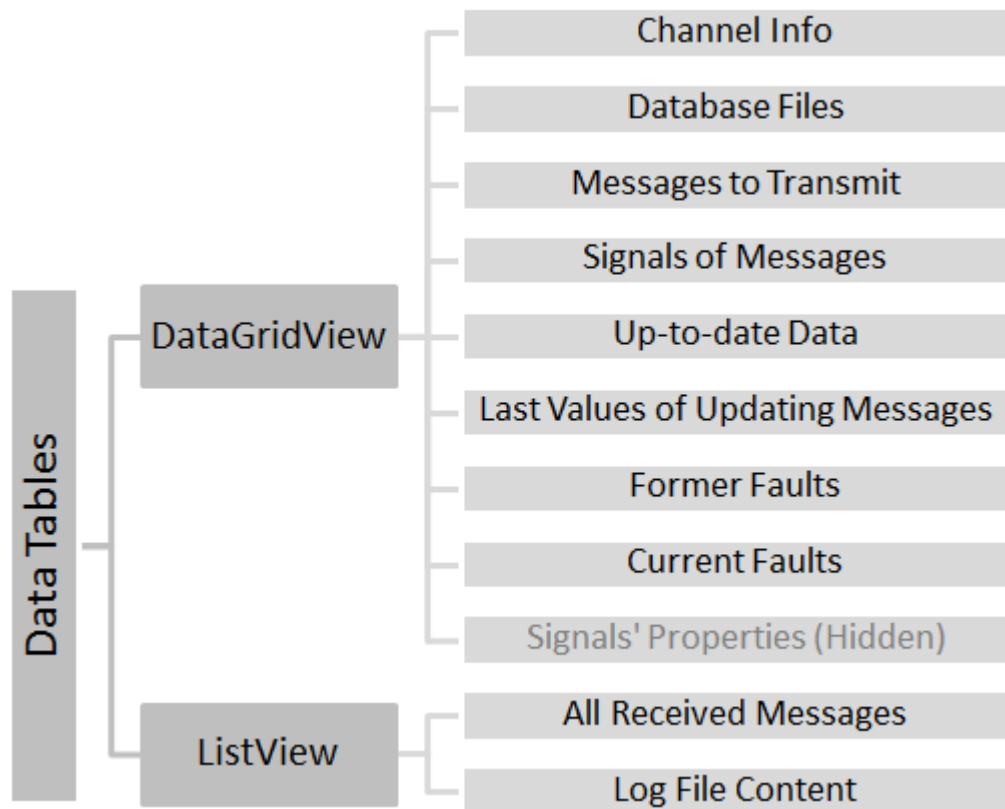 Data Tables
DataGridView
Channel Info
Database Files
Messages to Transmit
Signals of Messages
Up-to-date Data
Last Values of Updating Messages
Former Faults
Current Faults
Signals' Properties (Hidden)
ListView
All Received Messages
Log File Content